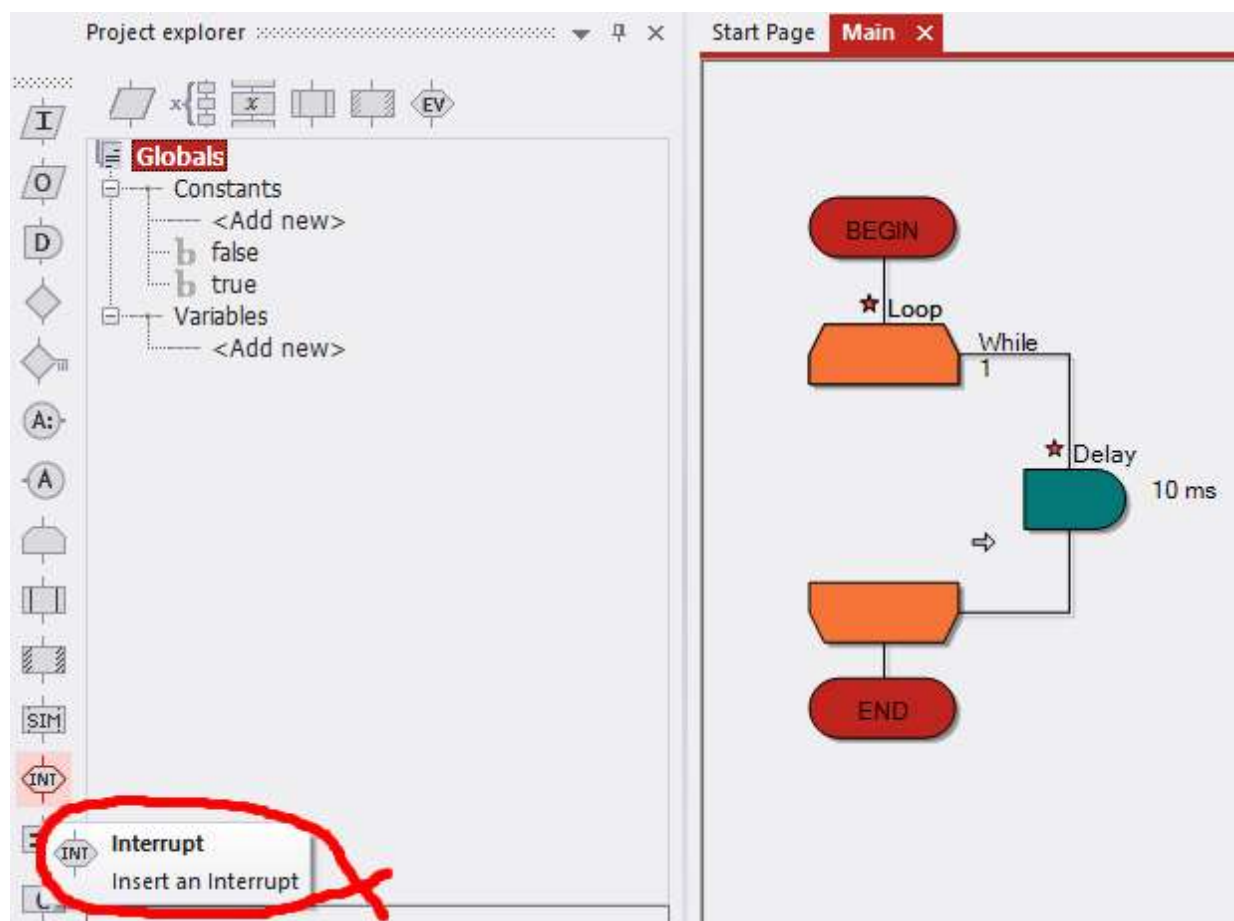 Project explorer
Start Page Main
EV
I
Globals
O
Constants
<Add new>
D
b false
b true
Variables
<Add new>
A:
A
SIM
INT
INT Interrupt
Insert an Interrupt
C
BEGIN
Loop
While
1
Delay
10 ms
END